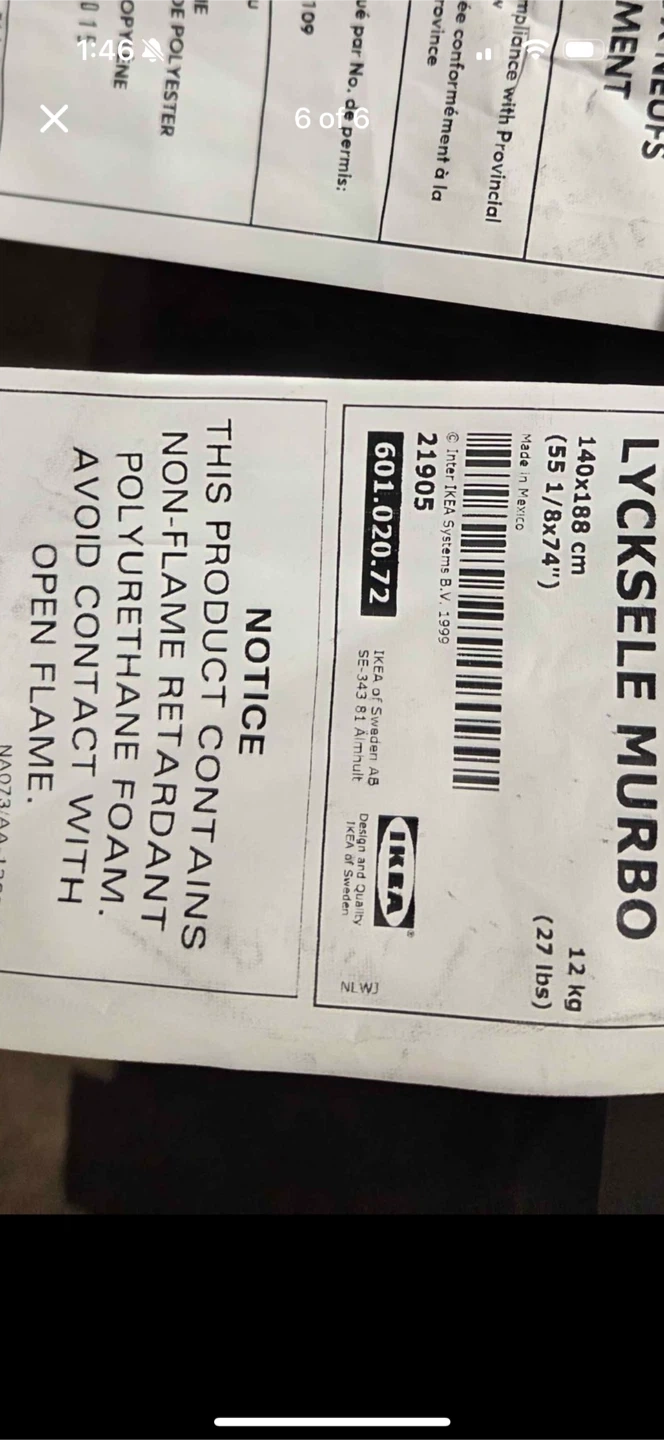 1:46
6 of 6
NEUFS
MENT
mpliance with Provincial
ée conformément à la
rovince
ué par No. de permis:
109
DE POLYESTER
LYCKSELE MURBO
140x188 cm
(55 1/8x74")
12 kg
(27 lbs)
Made in Mexico
© Inter IKEA Systems B.V. 1999
21905
601.020.72
IKEA of Sweden AB
SE-343 81 Älmhult
IKEA®
Design and Quality
IKEA of Sweden
NOTICE
THIS PRODUCT CONTAINS
NON-FLAME RETARDANT
POLYURETHANE FOAM.
AVOID CONTACT WITH
OPEN FLAME.